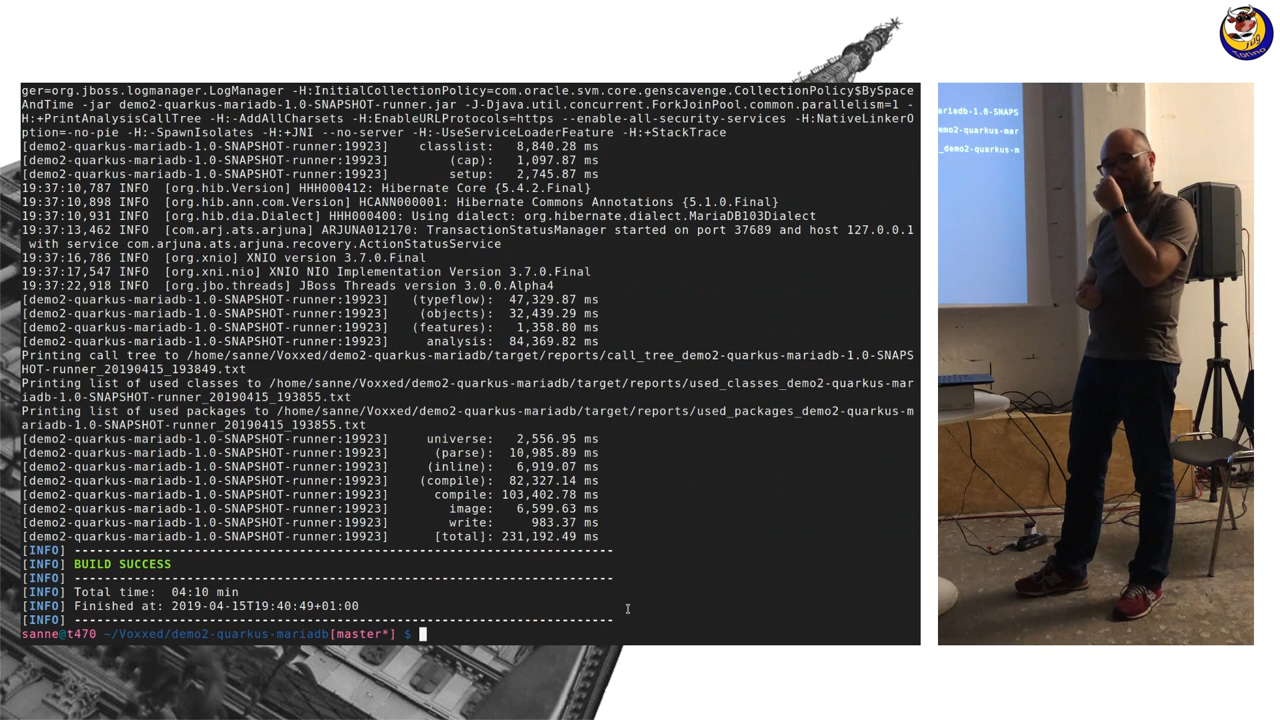 ger=org.jboss.logmanager.LogManager -H:InitialCollectionPolicy=com.oracle.svm.core.genscavenge.CollectionPolicy$BySpace
AndTime -jar demo2-quarkus-mariadb-1.0-SNAPSHOT-runner.jar -J-Djava.util.concurrent.ForkJoinPool.common.parallelism=1 -
H:+PrintAnalysisCallTree -H:-AddAllCharsets -H:EnableURLProtocols=https --enable-all-security-services -H:NativeLinkerO
ption=-no-pie -H:-SpawnIsolates -H:+JNI --no-server -H:-UseServiceLoaderFeature -H:+StackTrace
[demo2-quarkus-mariadb-1.0-SNAPSHOT-runner:19923] classlist: 8,840.28 ms
[demo2-quarkus-mariadb-1.0-SNAPSHOT-runner:19923] (cap): 1,097.87 ms
[demo2-quarkus-mariadb-1.0-SNAPSHOT-runner:19923] setup: 2,745.87 ms
19:37:10,787 INFO [org.hib.Version] HHH000412: Hibernate Core {5.4.2.Final}
19:37:10,898 INFO [org.hib.ann.com.Version] HCANN000001: Hibernate Commons Annotations {5.1.0.Final}
19:37:10,931 INFO [org.hib.dia.Dialect] HHH000400: Using dialect: org.hibernate.dialect.MariaDB103Dialect
19:37:13,462 INFO [com.arj.ats.arjuna] ARJUNA012170: TransactionStatusManager started on port 37689 and host 127.0.0.1
with service com.arjuna.ats.arjuna.recovery.ActionStatusService
19:37:16,786 INFO [org.xnio] XNIO version 3.7.0.Final
19:37:17,547 INFO [org.xni.nio] XNIO NIO Implementation Version 3.7.0.Final
19:37:22,918 INFO [org.jbo.threads] JBoss Threads version 3.0.0.Alpha4
[demo2-quarkus-mariadb-1.0-SNAPSHOT-runner:19923] (typeflow): 47,329.87 ms
[demo2-quarkus-mariadb-1.0-SNAPSHOT-runner:19923] (objects): 32,439.29 ms
[demo2-quarkus-mariadb-1.0-SNAPSHOT-runner:19923] (features): 1,358.80 ms
[demo2-quarkus-mariadb-1.0-SNAPSHOT-runner:19923] analysis: 84,369.82 ms
Printing call tree to /home/sanne/Voxxed/demo2-quarkus-mariadb/target/reports/call_tree_demo2-quarkus-mariadb-1.0-SNAPS
HOT-runner_20190415_193849.txt
Printing list of used classes to /home/sanne/Voxxed/demo2-quarkus-mariadb/target/reports/used_classes_demo2-quarkus-mar
iadb-1.0-SNAPSHOT-runner_20190415_193855.txt
Printing list of used packages to /home/sanne/Voxxed/demo2-quarkus-mariadb/target/reports/used_packages_demo2-quarkus-m
ariadb-1.0-SNAPSHOT-runner_20190415_193855.txt
[demo2-quarkus-mariadb-1.0-SNAPSHOT-runner:19923] universe: 2,556.95 ms
[demo2-quarkus-mariadb-1.0-SNAPSHOT-runner:19923] (parse): 10,985.89 ms
[demo2-quarkus-mariadb-1.0-SNAPSHOT-runner:19923] (inline): 6,919.07 ms
[demo2-quarkus-mariadb-1.0-SNAPSHOT-runner:19923] (compile): 82,327.14 ms
[demo2-quarkus-mariadb-1.0-SNAPSHOT-runner:19923] compile: 103,402.78 ms
[demo2-quarkus-mariadb-1.0-SNAPSHOT-runner:19923] image: 6,599.63 ms
[demo2-quarkus-mariadb-1.0-SNAPSHOT-runner:19923] write: 983.37 ms
[demo2-quarkus-mariadb-1.0-SNAPSHOT-runner:19923] [total]: 231,192.49 ms
[INFO] ------------------------------------------------------------------------
[INFO] BUILD SUCCESS
[INFO] ------------------------------------------------------------------------
[INFO] Total time: 04:10 min
[INFO] Finished at: 2019-04-15T19:40:49+01:00
[INFO] ------------------------------------------------------------------------
sanne@t470 ~/Voxxed/demo2-quarkus-mariadb[master*] $
ariadb-1.0-SNAPS
emo2-quarkus-mar
_demo2-quarkus-m
Jug
Torino